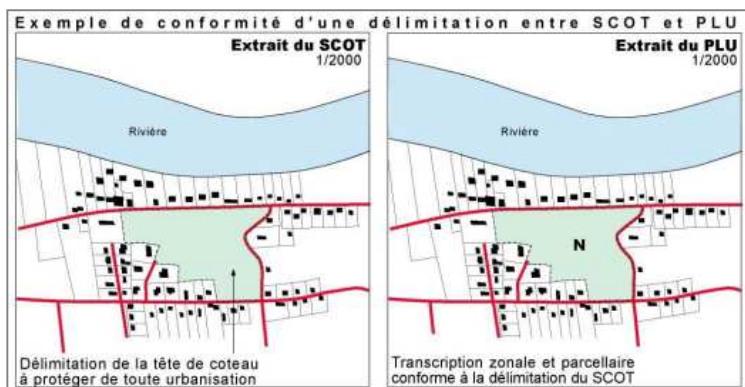 Exemple de conformité d'une délimitation entre SCOT et PLU
Extrait du SCOT
1/2000
Rivière
Délimitation de la tête de coteau
à protéger de toute urbanisation
Extrait du PLU
1/2000
Rivière
N
Transcription zonale et parcellaire
conforme à la délimitation du SCOT